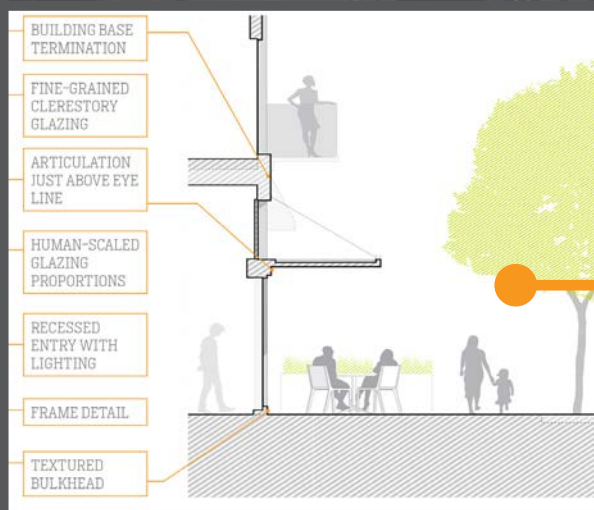 BUILDING BASE
TERMINATION
FINE-GRAINED
CLERESTORY
GLAZING
ARTICULATION
JUST ABOVE EYE
LINE
HUMAN-SCALED
GLAZING
PROPORTIONS
RECESSED
ENTRY WITH
LIGHTING
FRAME DETAIL
TEXTURED
BULKHEAD